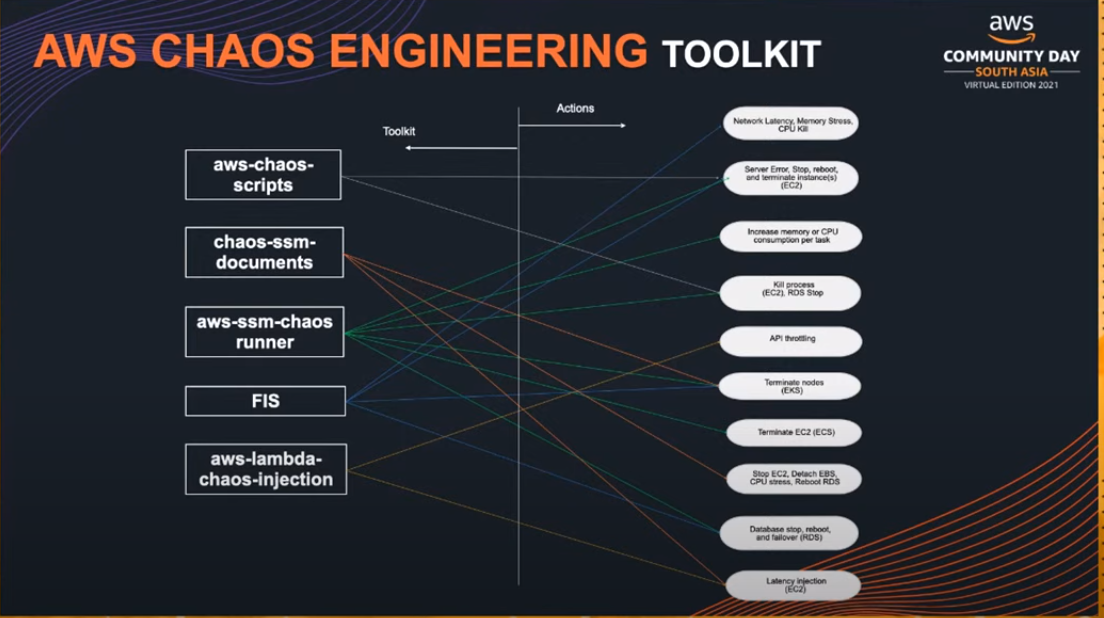 AWS CHAOS ENGINEERING TOOLKIT
aws
COMMUNITY DAY
SOUTH ASIA
VIRTUAL EDITION 2021
Toolkit
Actions
aws-chaos-
scripts
chaos-ssm-
documents
aws-ssm-chaos
runner
FIS
aws-lambda-
chaos-injection
Network Latency, Memory Stress,
CPU Kill
Server Error, Stop, reboot,
and terminate instance(s)
(EC2)
Increase memory or CPU
consumption per task
Kill process
(EC2), RDS Stop
API throttling
Terminate nodes
(EKS)
Terminate EC2 (ECS)
Stop EC2, Detach EBS,
CPU stress, Reboot RDS
Database stop, reboot,
and failover (RDS)
Latency injection
(EC2)